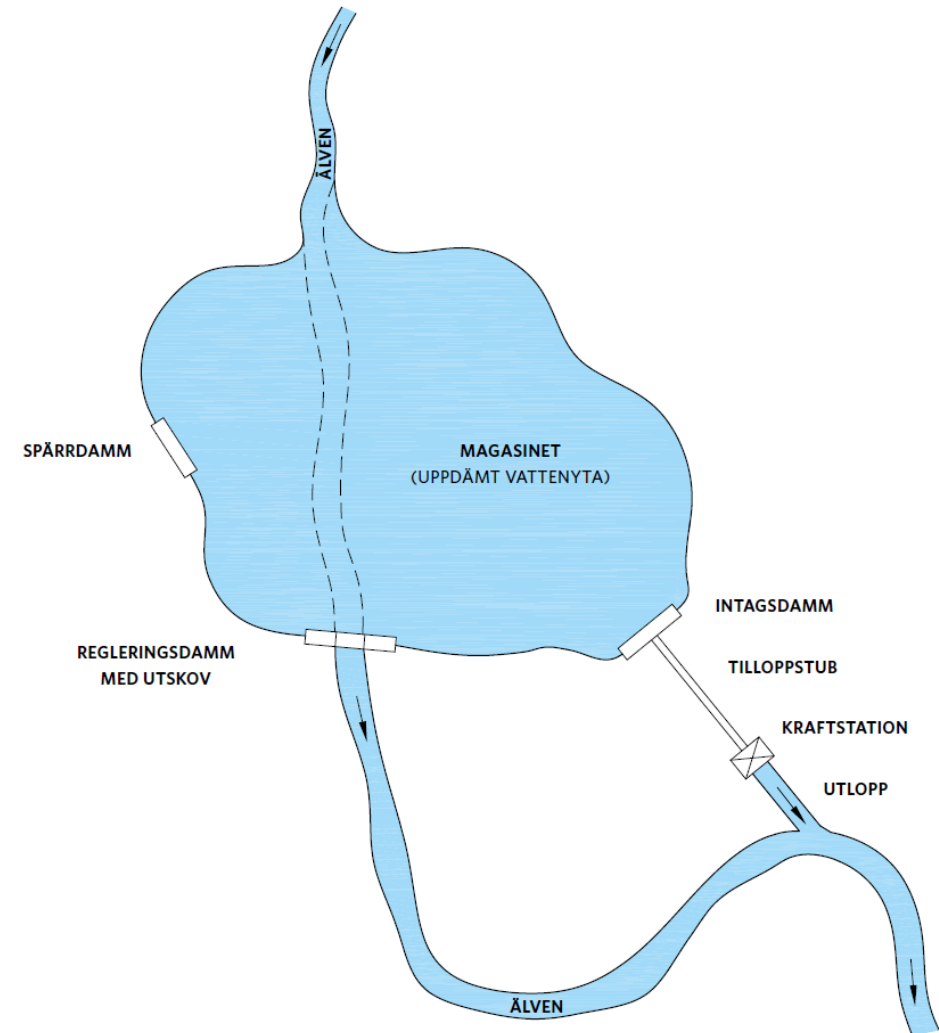 ÄLVEN
SPÄRRDAMM
MAGASINET
(UPPDÄMT VATTENYTA)
INTAGSDAMM
REGLERINGSDAMM
MED UTSKOV
TILLOPPSTUB
KRAFTSTATION
UTLOPP
ÄLVEN